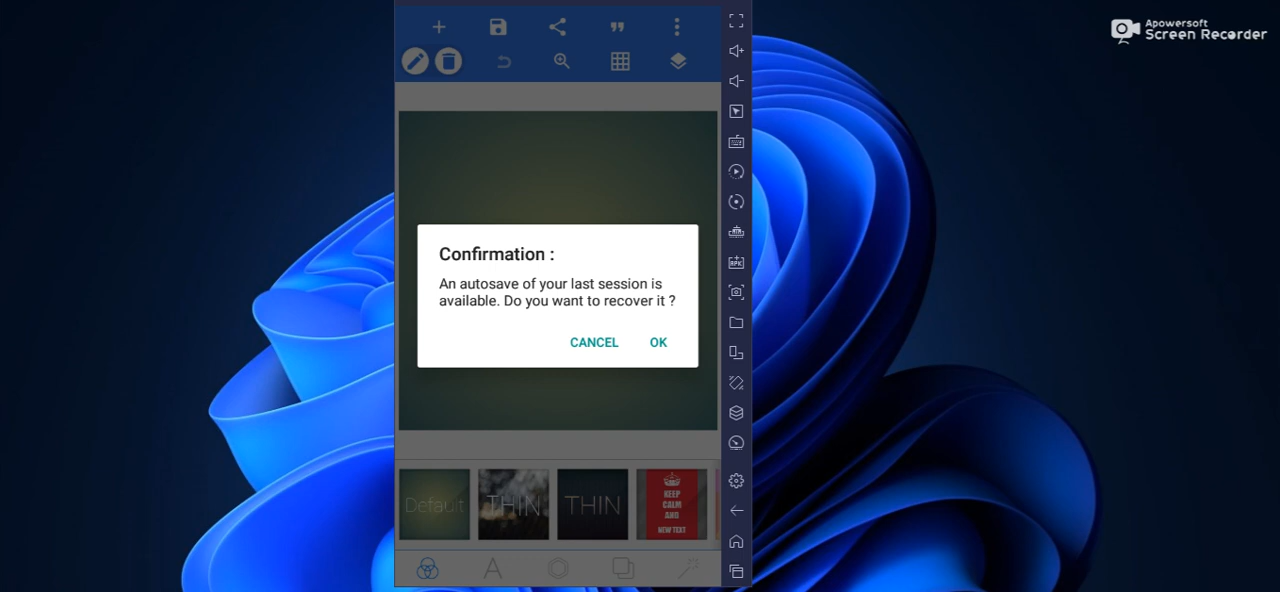 Apowersoft
Screen Recorder
Confirmation :
An autosave of your last session is
available. Do you want to recover it ?
CANCEL
OK
Default
THIN
THIN
KEEP
CALM
AND
NEW TEXT